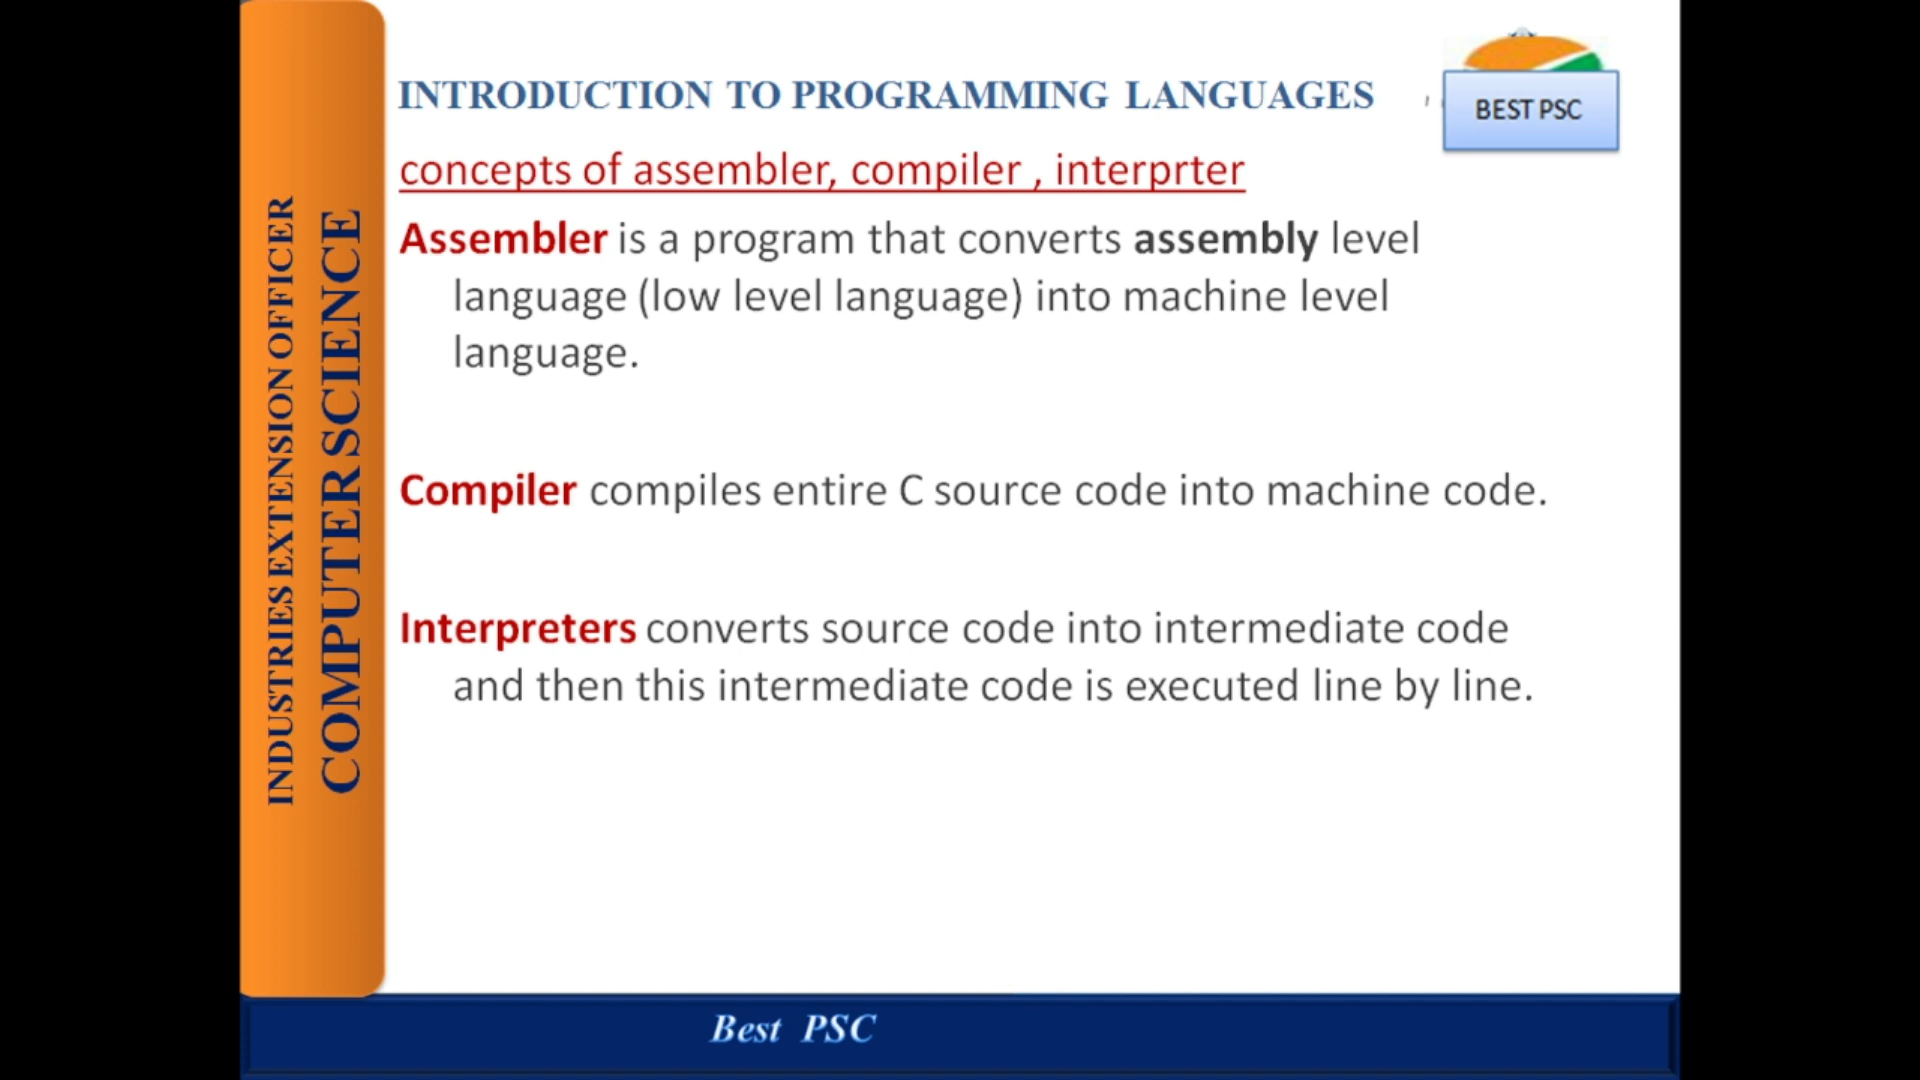 INDUSTRIES EXTENSION OFFICER
COMPUTER SCIENCE
INTRODUCTION TO PROGRAMMING LANGUAGES
BEST PSC
concepts of assembler, compiler , interprter
Assembler is a program that converts assembly level
language (low level language) into machine level
language.
Compiler compiles entire C source code into machine code.
Interpreters converts source code into intermediate code
and then this intermediate code is executed line by line.
Best PSC